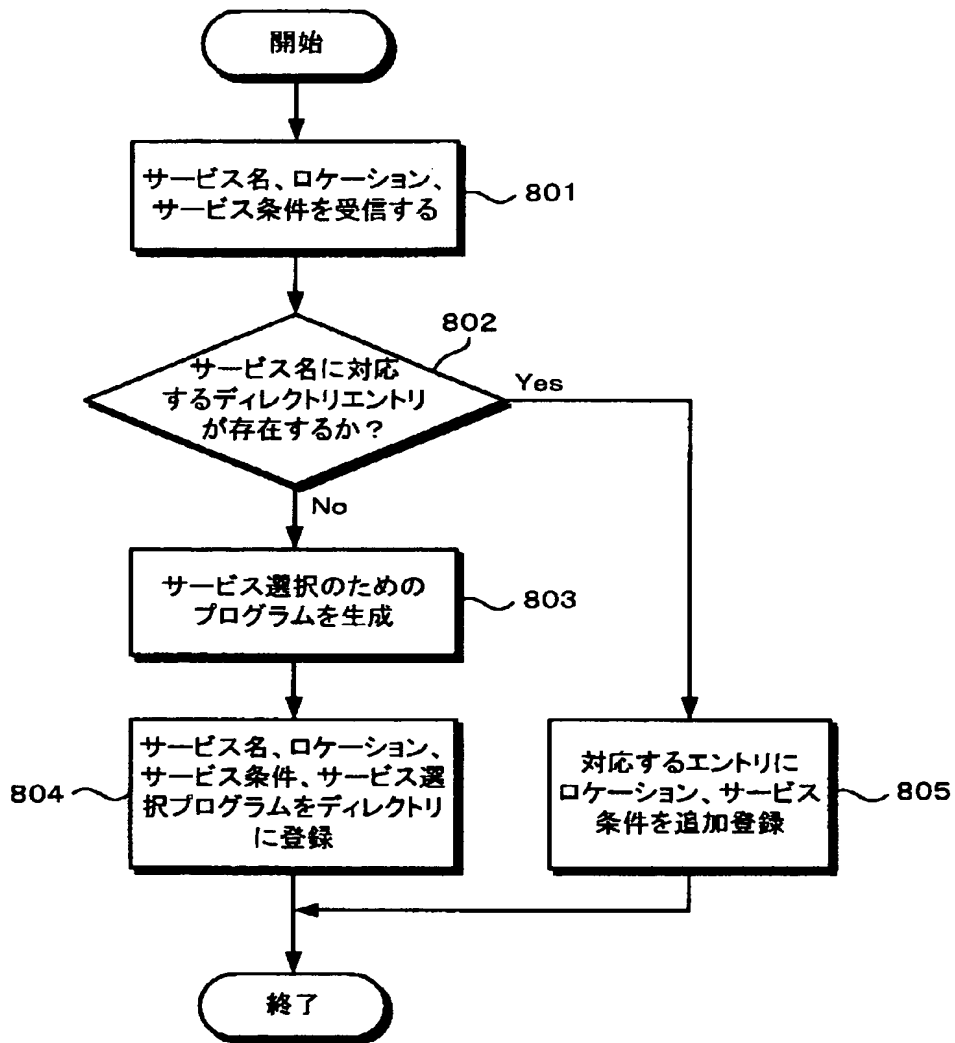 開始
サービス名、ロケーション、
サービス条件を受信する
801
802
サービス名に対応
するディレクトリエントリ
が存在するか？
Yes
No
サービス選択のための
プログラムを生成
803
サービス名、ロケーション、
サービス条件、サービス選
択プログラムをディレクトリ
に登録
804
対応するエントリに
ロケーション、サービス
条件を追加登録
805
終了